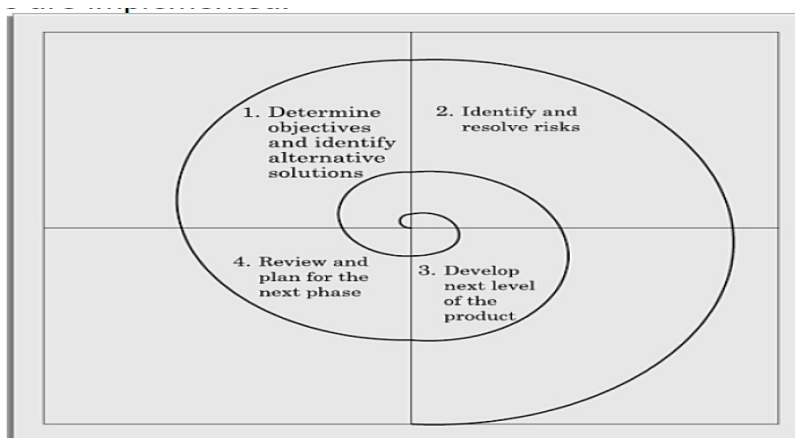 1. Determine
objectives
and identify
alternative
solutions
2. Identify and
resolve risks
4. Review and
plan for the
next phase
3. Develop
next level
of the
product